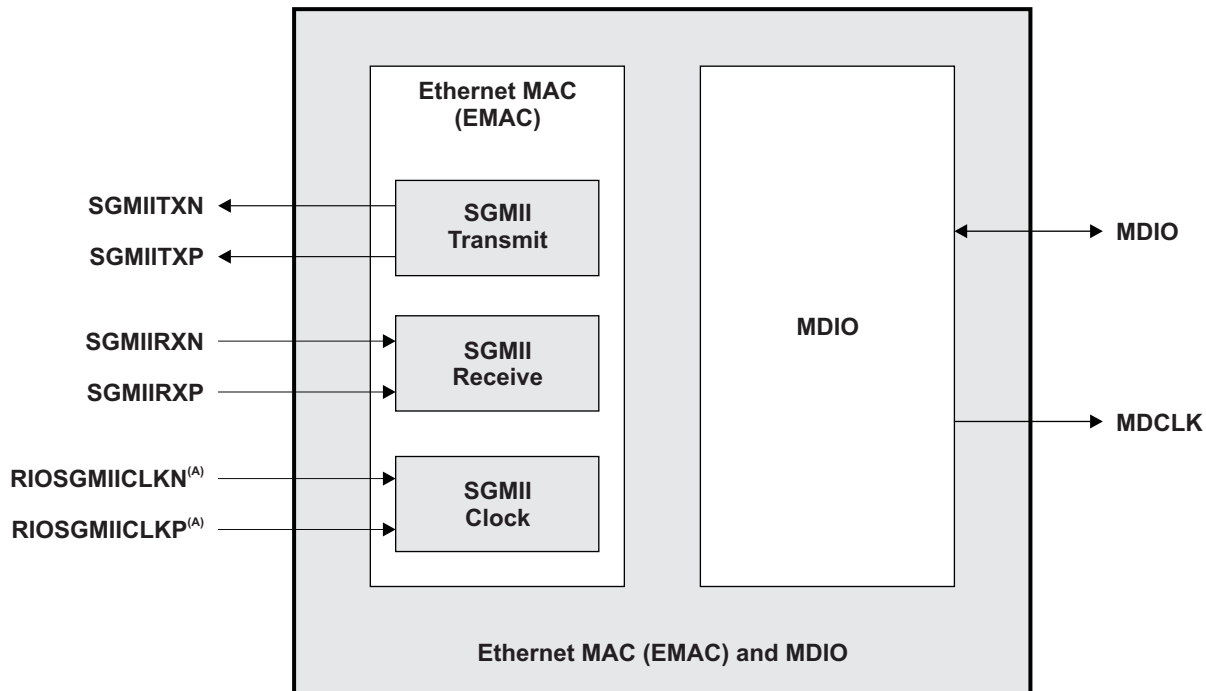 Ethernet MAC
(EMAC)
SGMIITXN
SGMIITXP
SGMII
Transmit
SGMIIRXN
SGMIIRXP
SGMII
Receive
RIOSGMIICLKN(A)
RIOSGMIICLKP(A)
SGMII
Clock
MDIO
MDIO
MDCLK
Ethernet MAC (EMAC) and MDIO